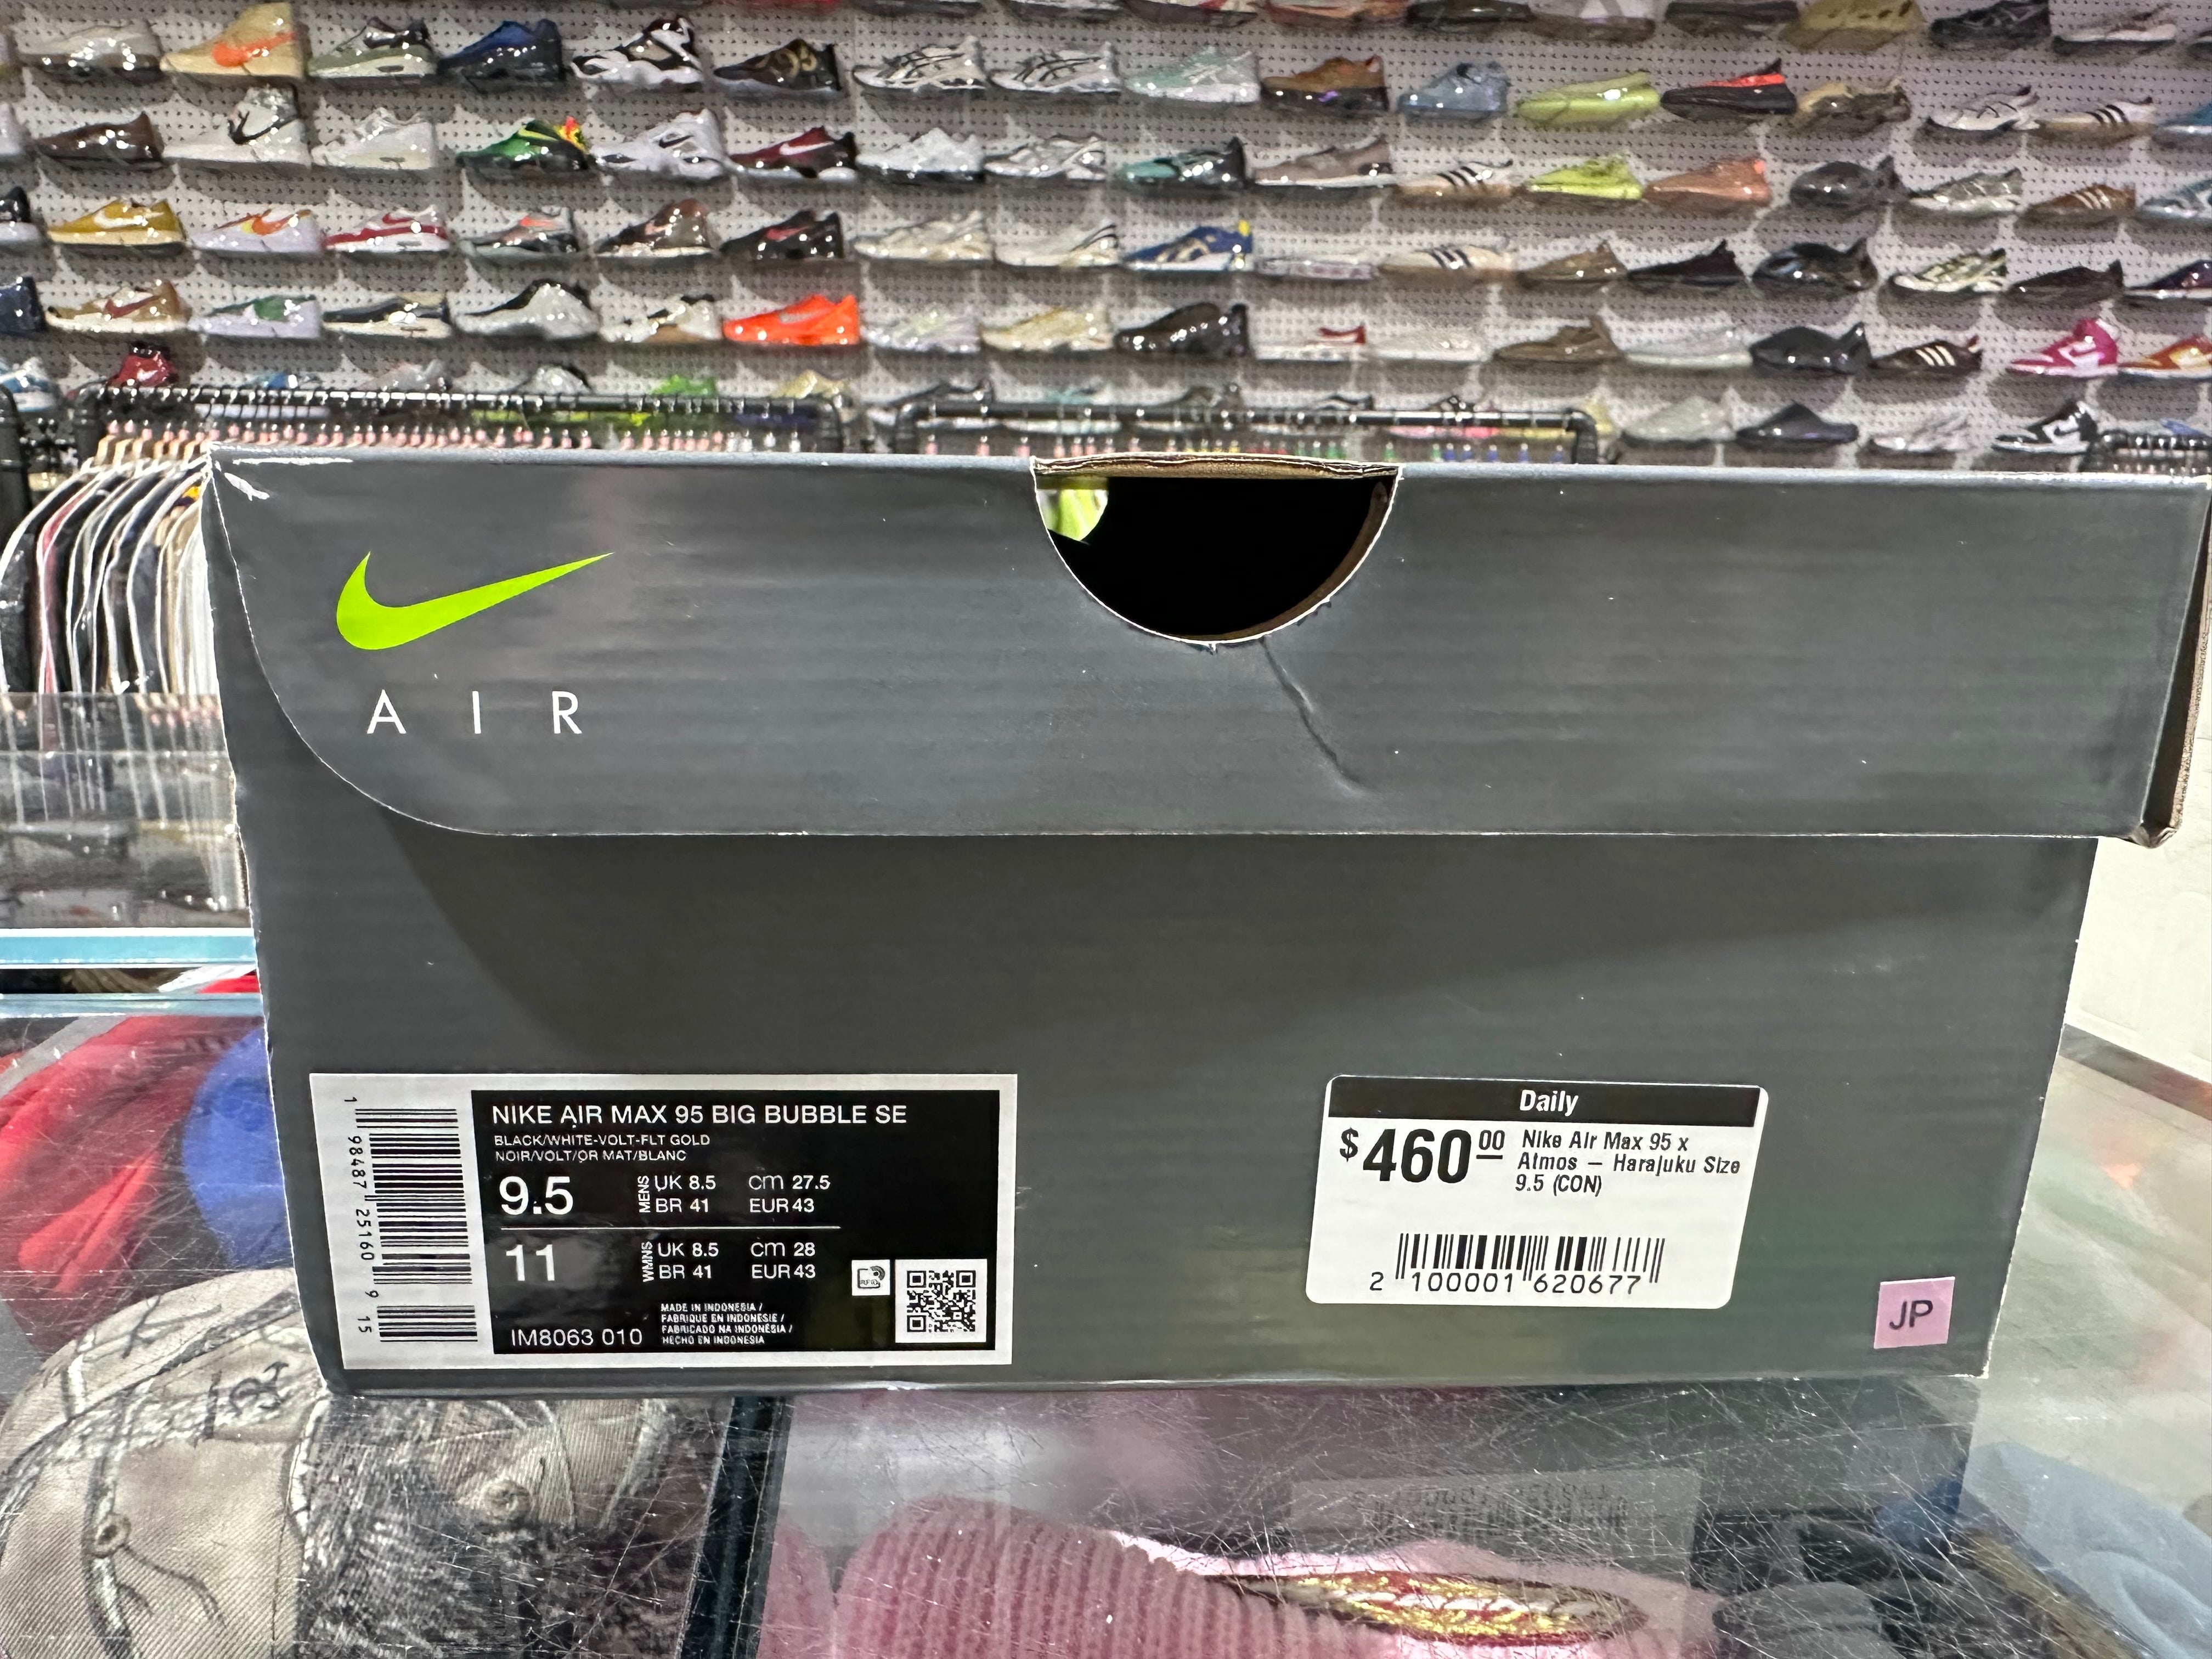 AIR
NIKE AIR MAX 95 BIG BUBBLE SE
BLACK/WHITE-VOLT-FLT GOLD
NOIR/VOLT/OR MAT/BLANC
9.5
MENS
UK 8.5
CM 27.5
BR 41
EUR 43
11
WMNS
UK 8.5
CM 28
BR 41
EUR 43
MADE IN INDONESIA /
FABRIQUE EN INDONESIE /
FABRICADO NA INDONÉSIA /
HECHO EN INDONESIA
IM8063 010
1 98487 25160 9 15
Daily
$460.00
Nike Air Max 95 x
Atmos – Harajuku Size
9.5 (CON)
2 100001 620677
JP